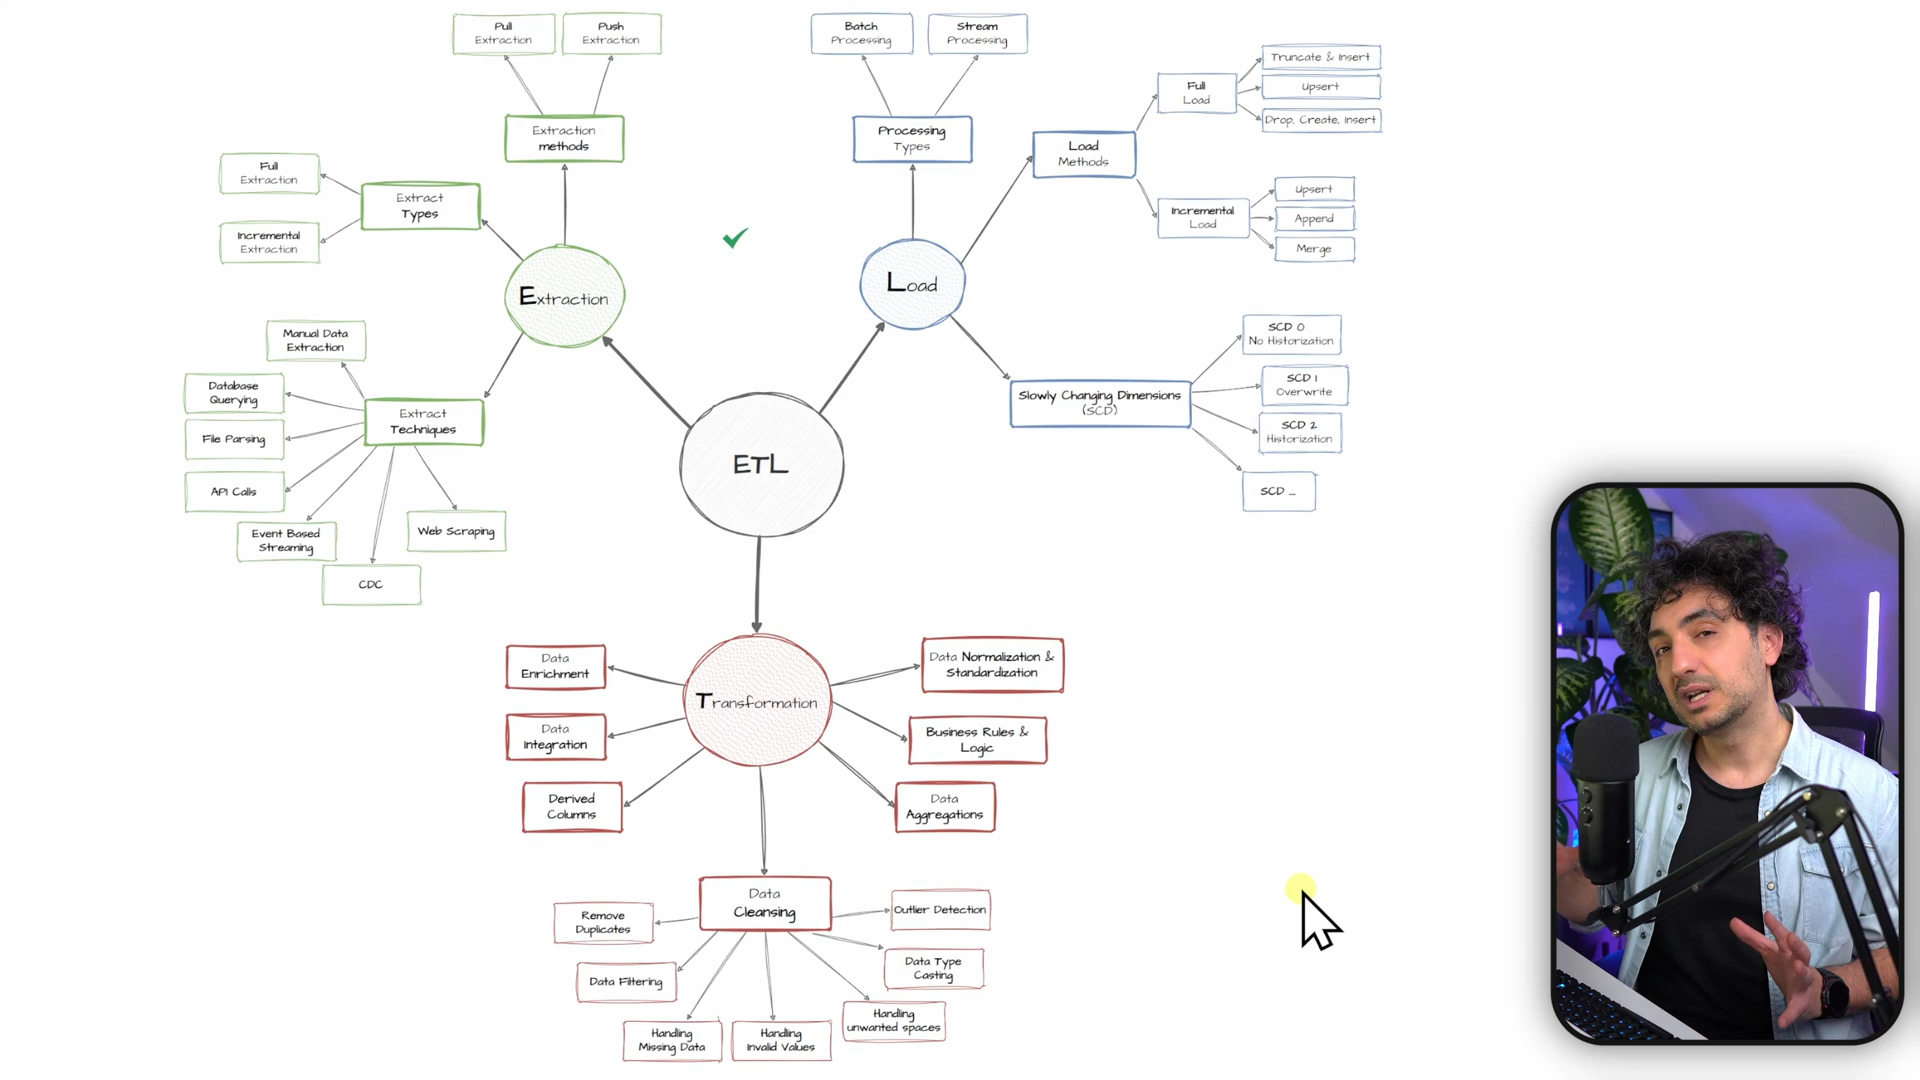 Pull
Extraction
Push
Extraction
Extraction
methods
Full
Extraction
Incremental
Extraction
Extract
Types
Extraction
Manual Data
Extraction
Database
Querying
File Parsing
API Calls
Event Based
Streaming
CDC
Web Scraping
Extract
Techniques
Batch
Processing
Stream
Processing
Processing
Types
Load
Load
Methods
Full
Load
Truncate & Insert
Upsert
Drop, Create, Insert
Incremental
Load
Upsert
Append
Merge
Slowly Changing Dimensions
(SCD)
SCD 0
No Historization
SCD 1
Overwrite
SCD 2
Historization
SCD ...
ETL
Transformation
Data
Enrichment
Data
Integration
Derived
Columns
Data Normalization &
Standardization
Business Rules &
Logic
Data
Aggregations
Data
Cleansing
Remove
Duplicates
Data Filtering
Handling
Missing Data
Handling
Invalid Values
Handling
unwanted spaces
Data Type
Casting
Outlier Detection